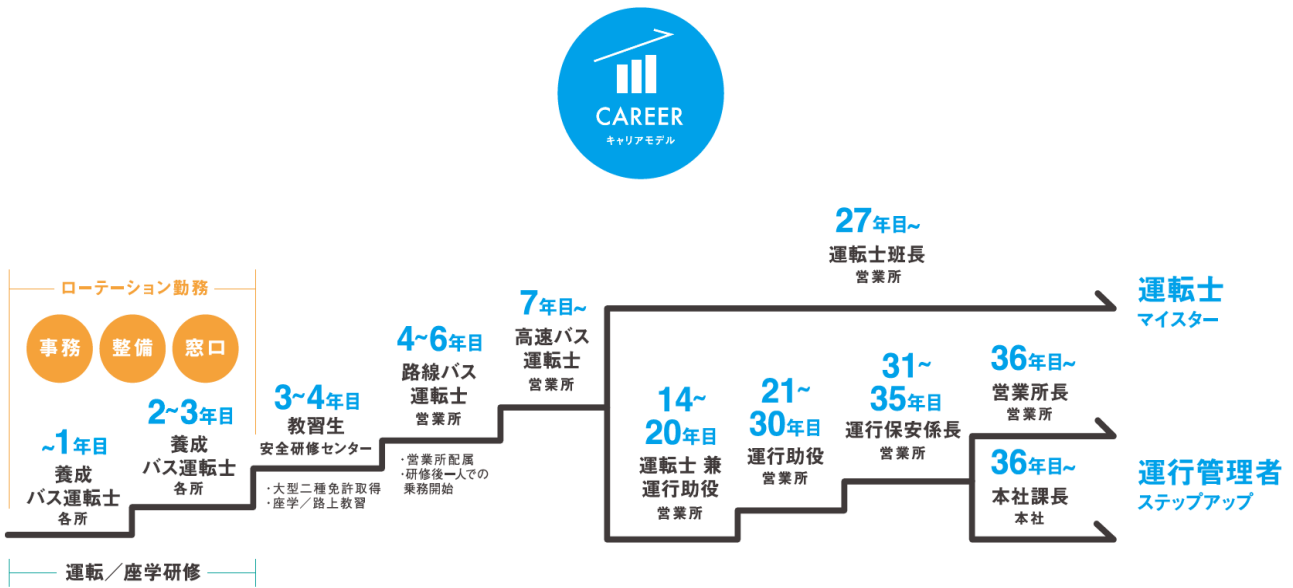 CAREER
キャリアモデル
ローテーション勤務
事務
整備
窓口
~1年目
養成
バス運転士
各所
2~3年目
養成
バス運転士
各所
運転／座学研修
3~4年目
教習生
安全研修センター
・大型二種免許取得
・座学／路上教習
4~6年目
路線バス
運転士
営業所
・営業所配属
・研修後一人での
乗務開始
7年目~
高速バス
運転士
営業所
27年目~
運転士班長
営業所
運転士
マイスター
14~
20年目
運転士 兼
運行助役
営業所
21~
30年目
運行助役
営業所
31~
35年目
運行保安係長
営業所
36年目~
営業所長
営業所
36年目~
本社課長
本社
運行管理者
ステップアップ